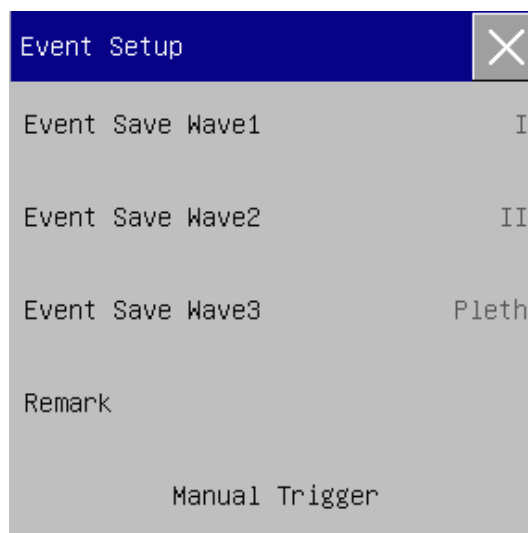 Event Setup
Event Save Wave1 I
Event Save Wave2 II
Event Save Wave3 Pleth
Remark
Manual Trigger